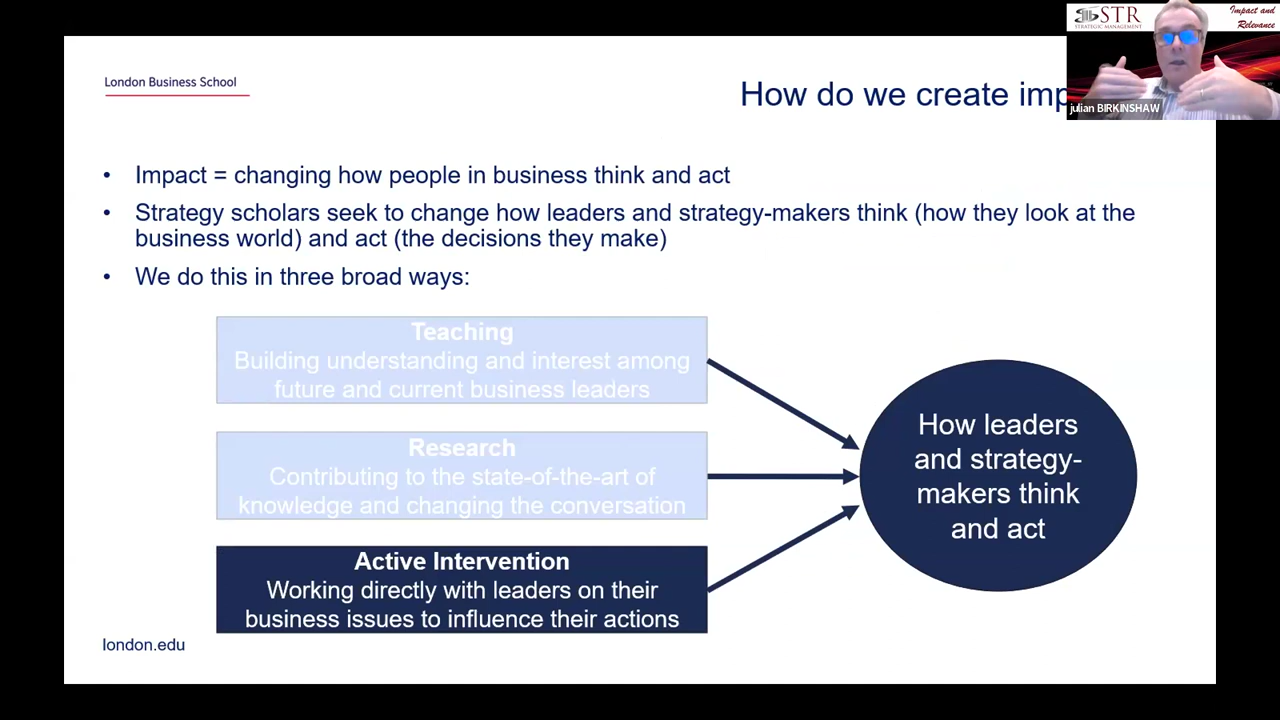 London Business School
How do we create imp
STR
STRATEGIC MANAGEMENT
Impact and
Relevance
julian BIRKINSHAW
• Impact = changing how people in business think and act
• Strategy scholars seek to change how leaders and strategy-makers think (how they look at the
business world) and act (the decisions they make)
• We do this in three broad ways:
Teaching
Building understanding and interest among
future and current business leaders
Research
Contributing to the state-of-the-art of
knowledge and changing the conversation
Active Intervention
Working directly with leaders on their
business issues to influence their actions
How leaders
and strategy-
makers think
and act
london.edu